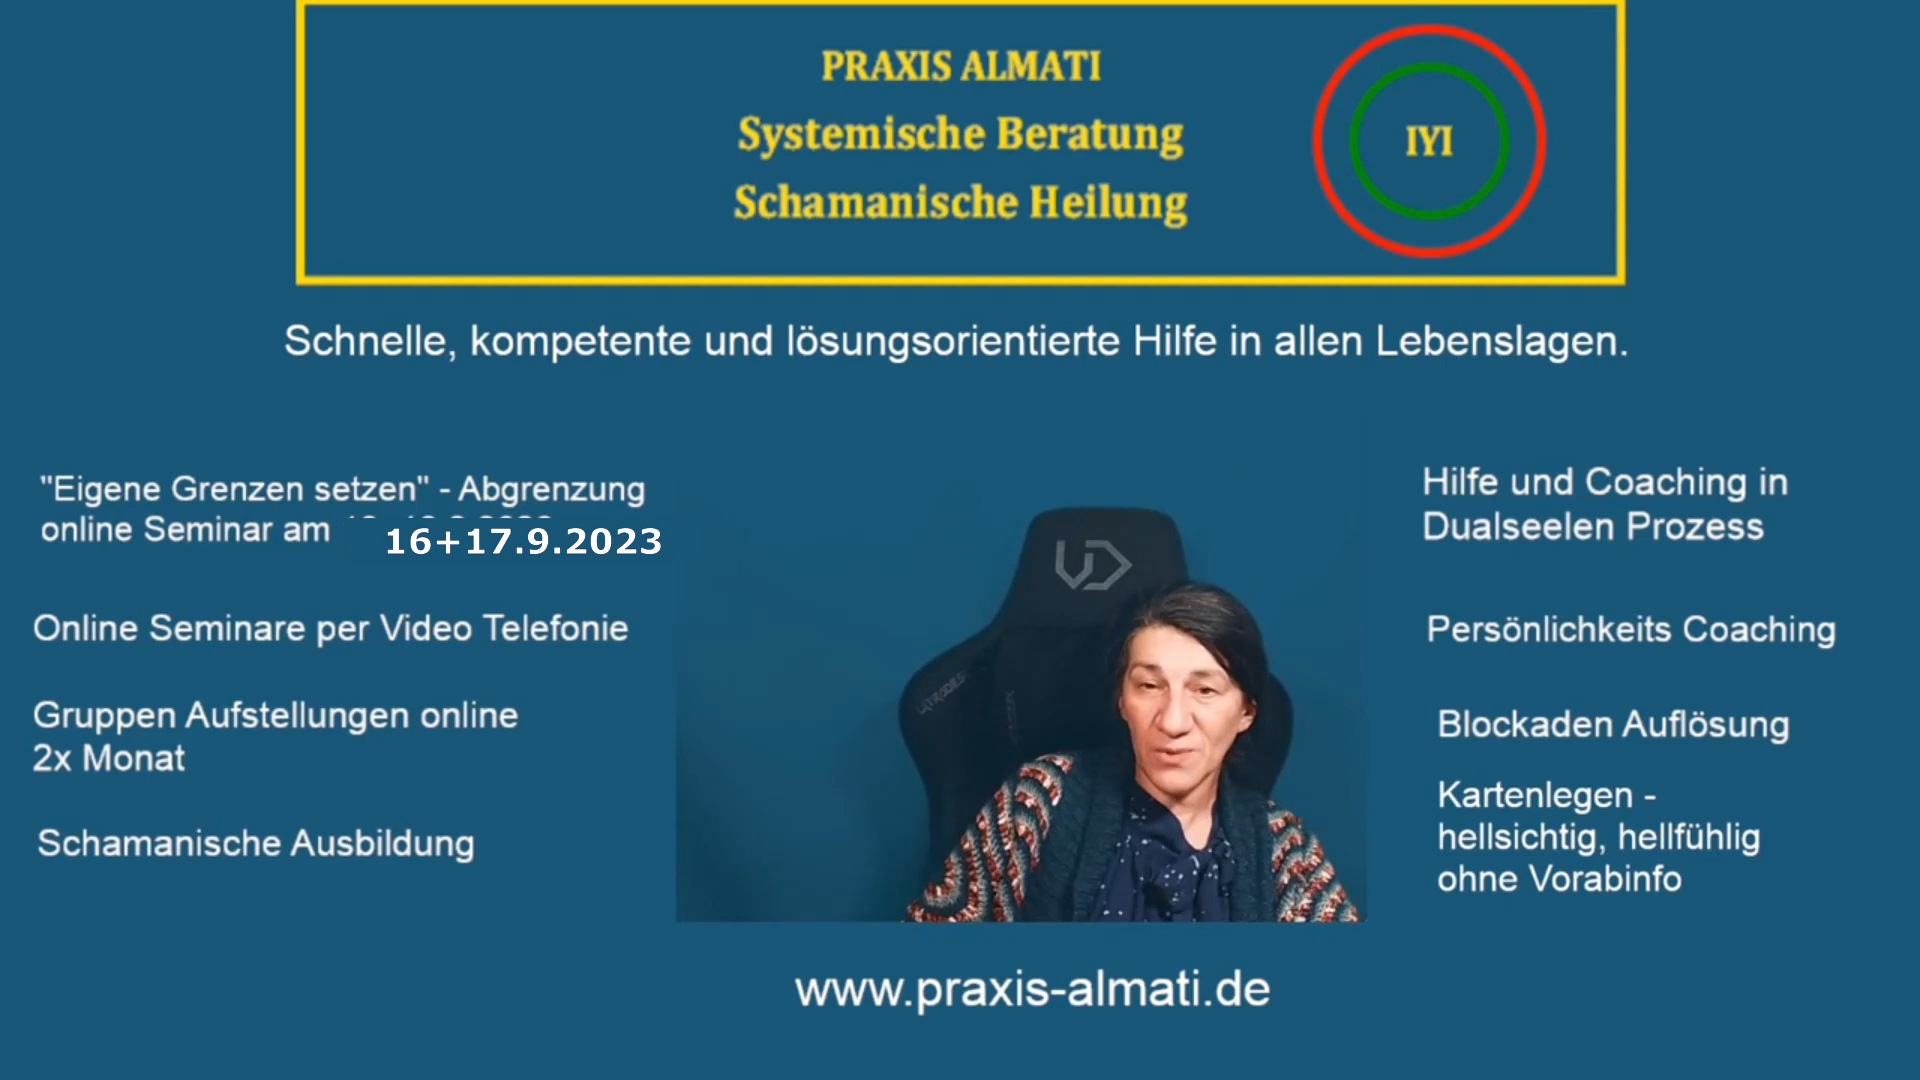 PRAXIS ALMATI
Systemische Beratung
Schamanische Heilung
IYI
Schnelle, kompetente und lösungsorientierte Hilfe in allen Lebenslagen.
"Eigene Grenzen setzen" - Abgrenzung
online Seminar am
16+17.9.2023
Online Seminare per Video Telefonie
Gruppen Aufstellungen online
2x Monat
Schamanische Ausbildung
Hilfe und Coaching in
Dualseelen Prozess
Persönlichkeits Coaching
Blockaden Auflösung
Kartenlegen -
hellsichtig, hellfühlig
ohne Vorabinfo
www.praxis-almati.de